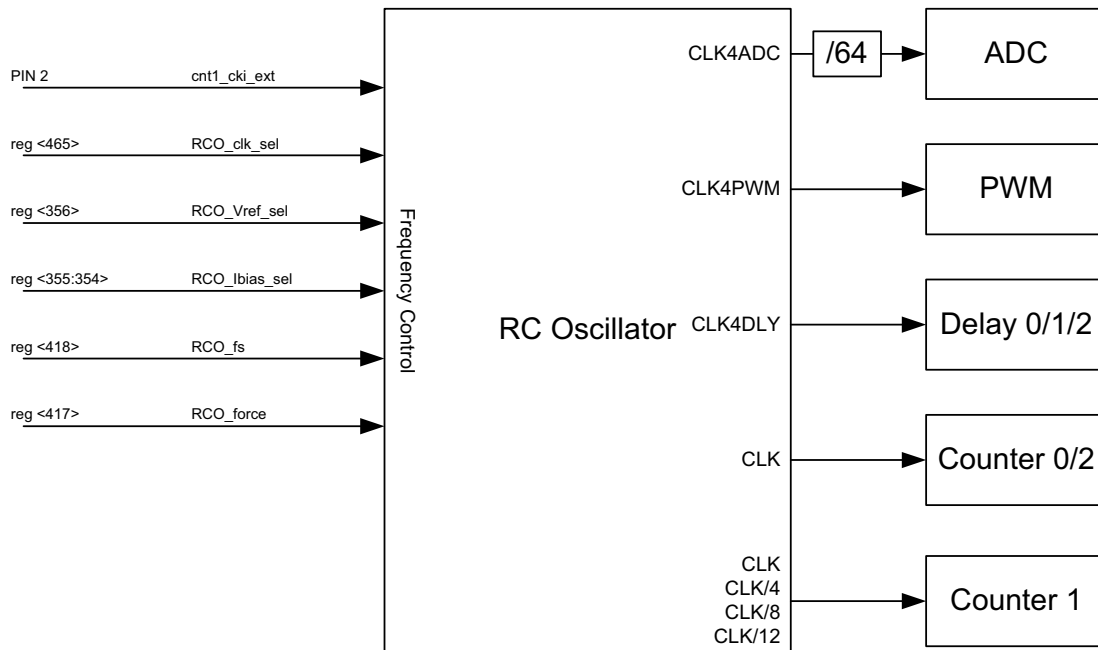 CLK4ADC
/64
ADC
PIN 2 cnt1_cki_ext
reg <465> RCO_clk_sel
CLK4PWM
PWM
reg <356> RCO_Vref_sel
reg <355:354> RCO_Ibias_sel
Frequency Control
RC Oscillator
CLK4DLY
Delay 0/1/2
reg <418> RCO_fs
reg <417> RCO_force
CLK
Counter 0/2
CLK
CLK/4
CLK/8
CLK/12
Counter 1